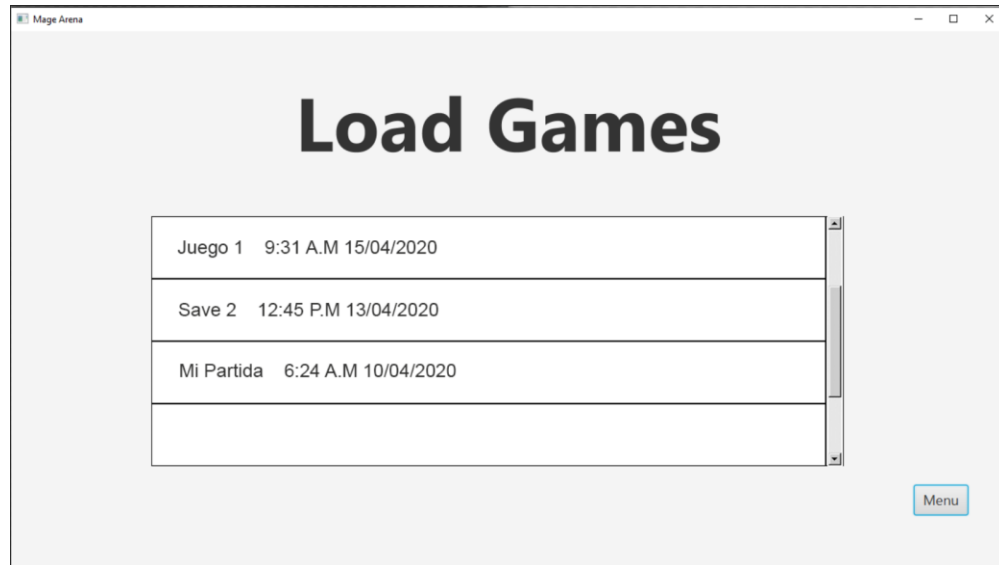 Mage Arena
Load Games
Juego 1 9:31 A.M 15/04/2020
Save 2 12:45 P.M 13/04/2020
Mi Partida 6:24 A.M 10/04/2020
Menu